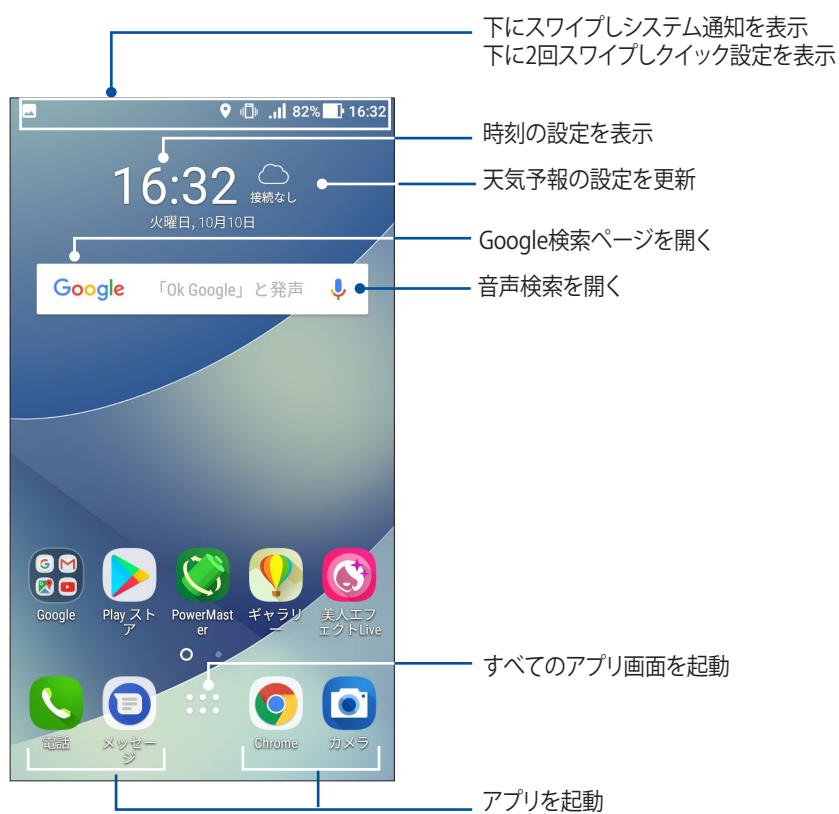 下にスワイプしシステム通知を表示
下に2回スワイプしクイック設定を表示
82% 16:32
時刻の設定を表示
16:32
接続なし
天気予報の設定を更新
火曜日, 10月10日
Google検索ページを開く
Google 「Ok Google」と発声
音声検索を開く
Google
Play スト
ア
PowerMast
er
ギャラリ
ー
美人エフ
ェクトLive
すべてのアプリ画面を起動
電話
メッセー
ジ
Chrome
カメラ
アプリを起動